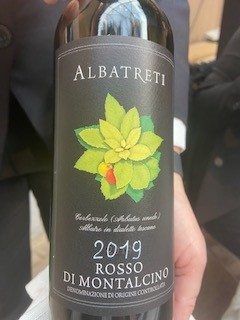 ALBATRETI
Corbezzolo (Arbutus unedo)
Albatro in dialetto toscano
2019
ROSSO
DI MONTALCINO
DENOMINAZIONE DI ORIGINE CONTROLLATA